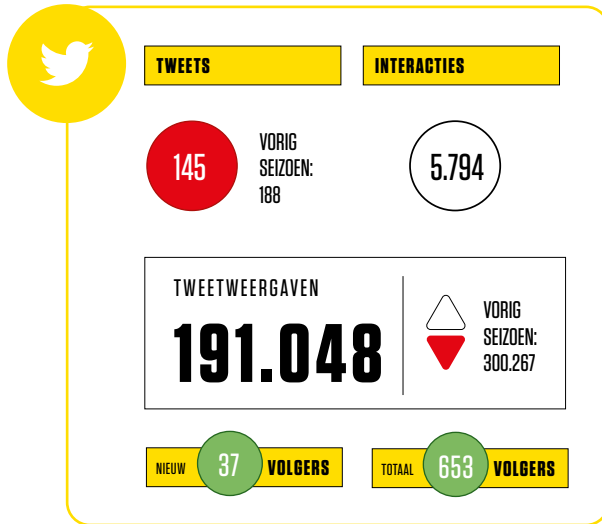 TWEETS
INTERACTIES
145
VORIG
SEIZOEN:
188
5.794
TWEETWEERGAVEN
191.048
VORIG
SEIZOEN:
300.267
NIEUW 37 VOLGERS
TOTAAL 653 VOLGERS